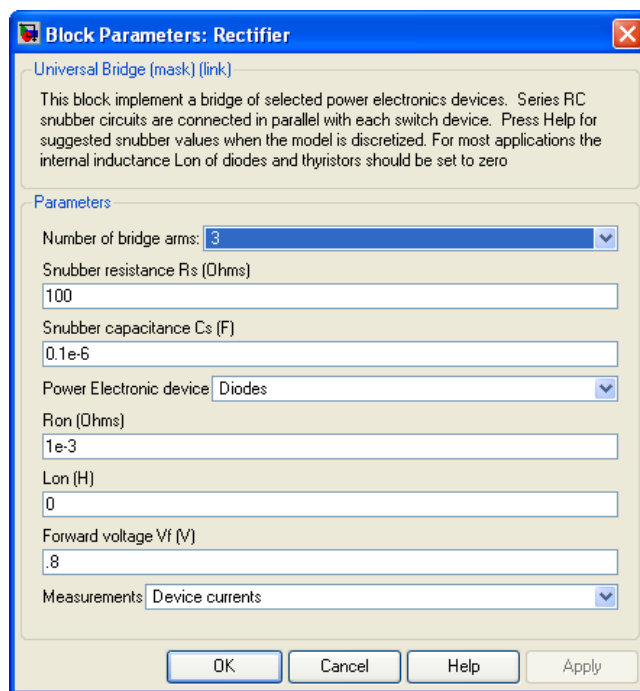 Block Parameters: Rectifier
Universal Bridge (mask) (link)
This block implement a bridge of selected power electronics devices. Series RC
snubber circuits are connected in parallel with each switch device. Press Help for
suggested snubber values when the model is discretized. For most applications the
internal inductance Lon of diodes and thyristors should be set to zero
Parameters
Number of bridge arms: 3
Snubber resistance Rs (Ohms)
100
Snubber capacitance Cs (F)
0.1e-6
Power Electronic device Diodes
Ron (Ohms)
1e-3
Lon (H)
0
Forward voltage Vf (V)
.8
Measurements Device currents
OK Cancel Help Apply